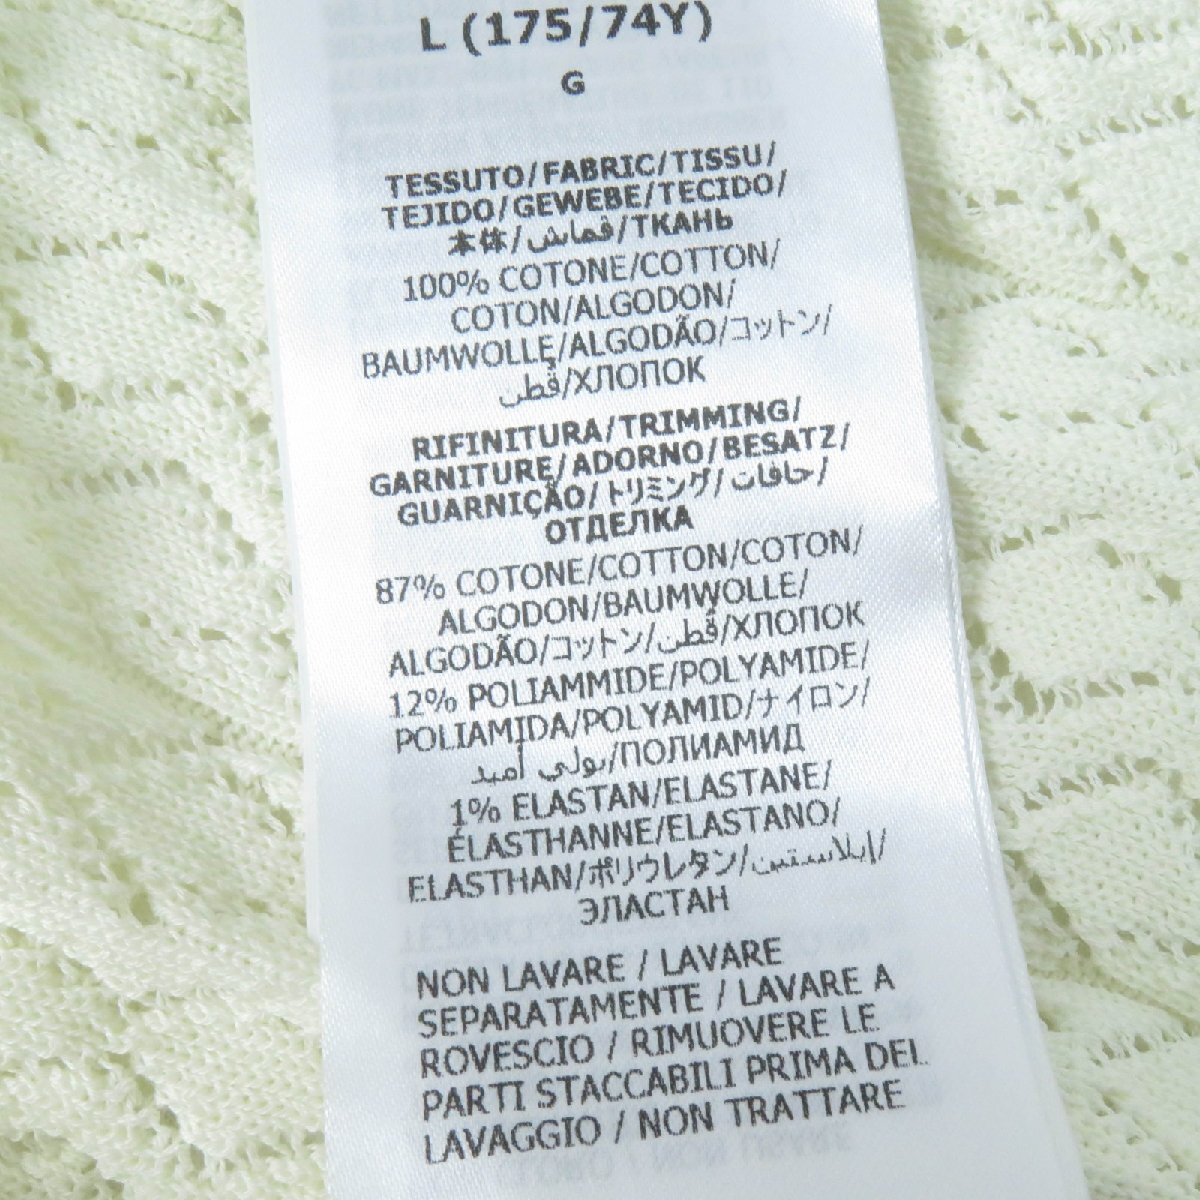 L (175/74Y)
G
TESSUTO/FABRIC/TISSU/
TEJIDO/GEWEBE/TECIDO/
本体/قماش/ТКАНЬ
100% COTONE/COTTON/
COTON/ALGODON/
BAUMWOLLE/ALGODÃO/コットン/
قُطن/ХЛОПОК
RIFINITURA/TRIMMING/
GARNITURE/ADORNO/BESATZ/
GUARNIÇÃO/トリミング/حافات/
ОТДЕЛКА
87% COTONE/COTTON/COTON/
ALGODON/BAUMWOLLE/
ALGODÃO/コットン/قُطن/ХЛОПОК
12% POLIAMMIDE/POLYAMIDE/
POLIAMIDA/POLYAMID/ナイロン/
بولي أميد/ПОЛИАМИД
1% ELASTAN/ELASTANE/
ÉLASTHANNE/ELASTANO/
ELASTHAN/ポリウレタン/إيلاستين/
ЭЛАСТАН
NON LAVARE / LAVARE
SEPARATAMENTE / LAVARE A
ROVESCIO / RIMUOVERE LE
PARTI STACCABILI PRIMA DEL
LAVAGGIO / NON TRATTARE